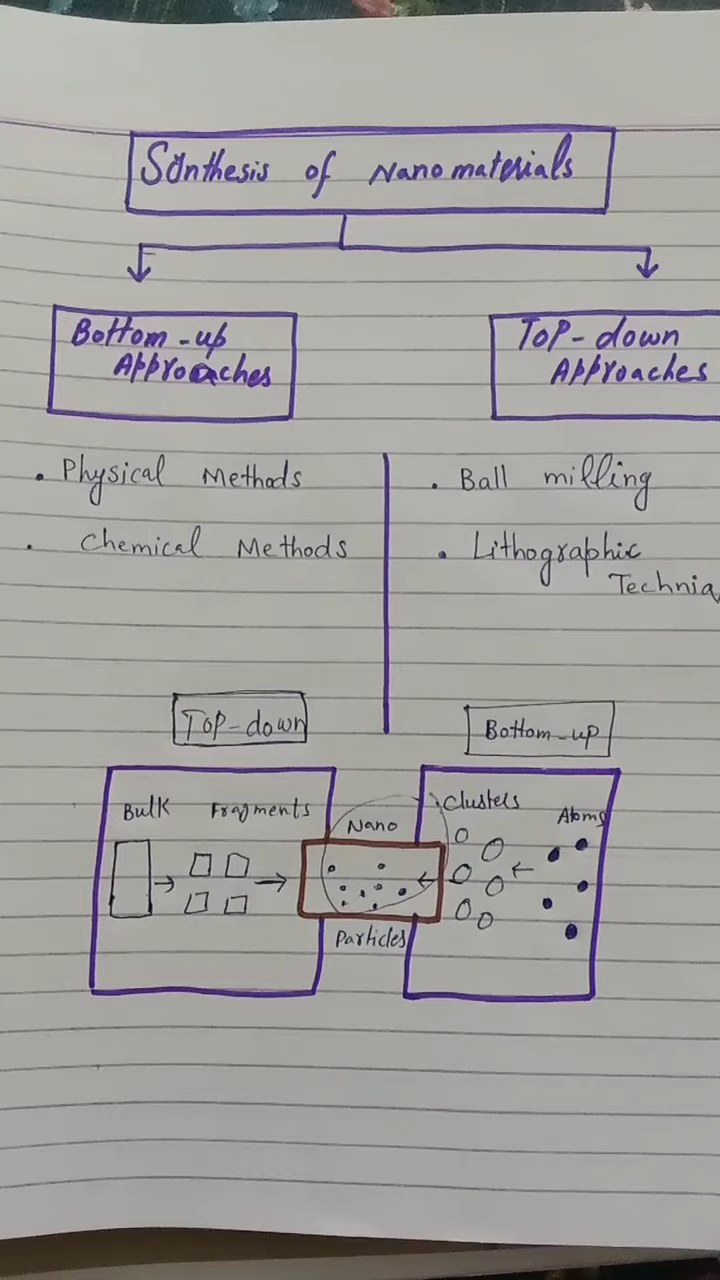 Synthesis of Nanomaterials
Bottom-up
Approaches
Top-down
Approaches
• Physical Methods
• Chemical Methods
• Ball milling
• Lithographic
Techniq
Top-down
Bottom-up
Bulk Fragments
Nano
Clusters
Atoms
Particles